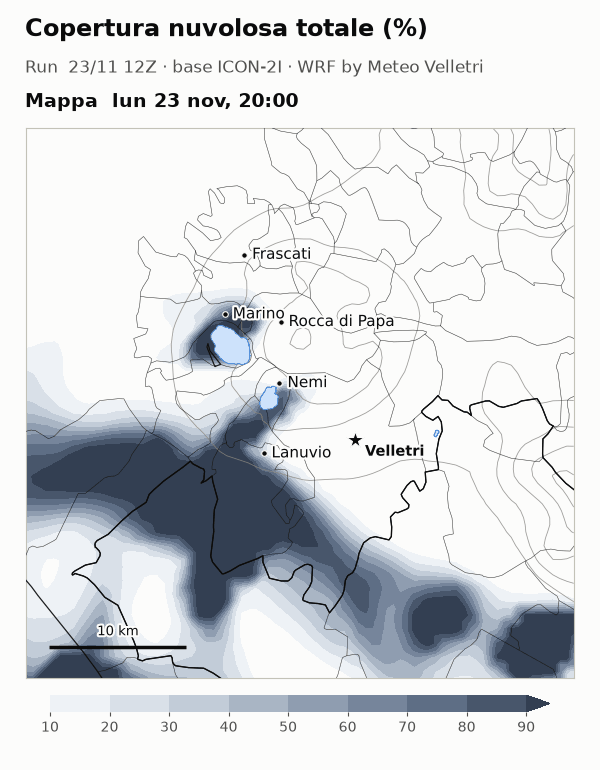 Copertura nuvolosa totale (%)
Run  23/11 12Z · base ICON-2I · WRF by Meteo Velletri
Mappa  lun 23 nov, 20:00
Frascati
Marino
Rocca di Papa
Nemi
Velletri
Lanuvio
10 km
10 20 30 40 50 60 70 80 90